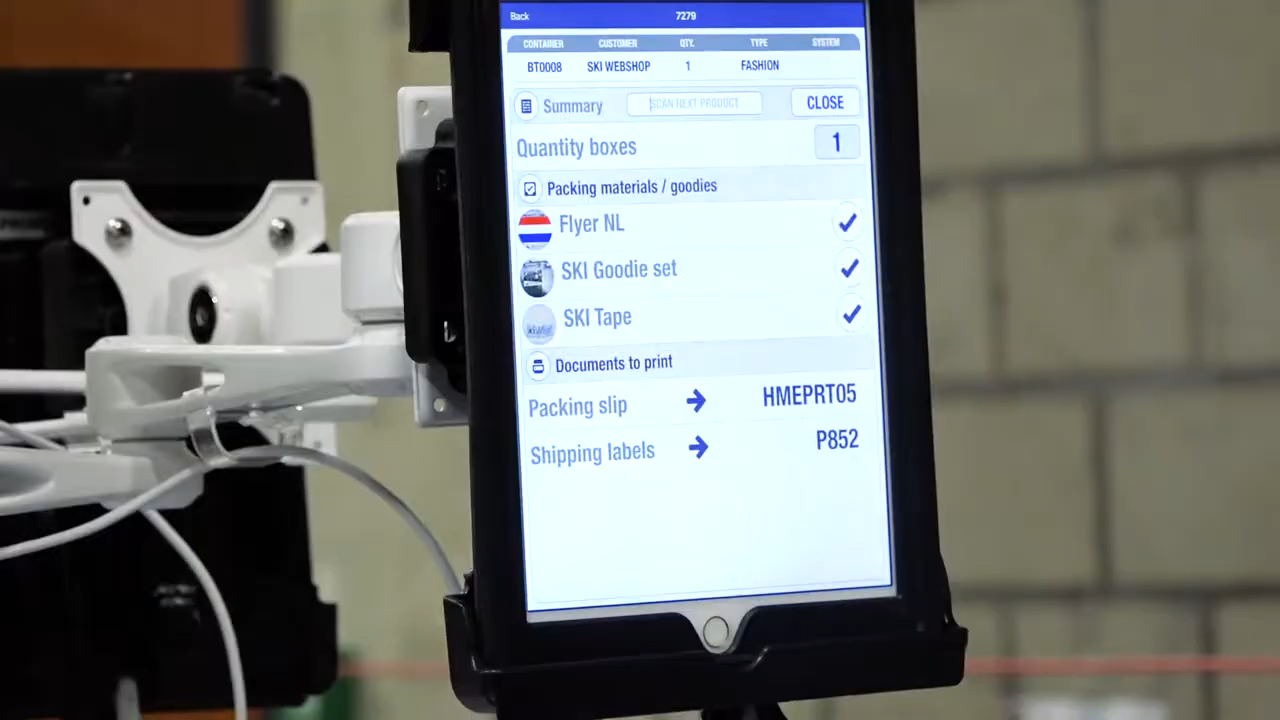 Back 7279
CONTAINER CUSTOMER QTY. TYPE SYSTEM
BT0008 SKI WEBSHOP 1 FASHION
Summary SCAN NEXT PRODUCT CLOSE
Quantity boxes 1
Packing materials / goodies
Flyer NL
SKI Goodie set
SKI Tape
Documents to print
Packing slip HMEPRT05
Shipping labels P852